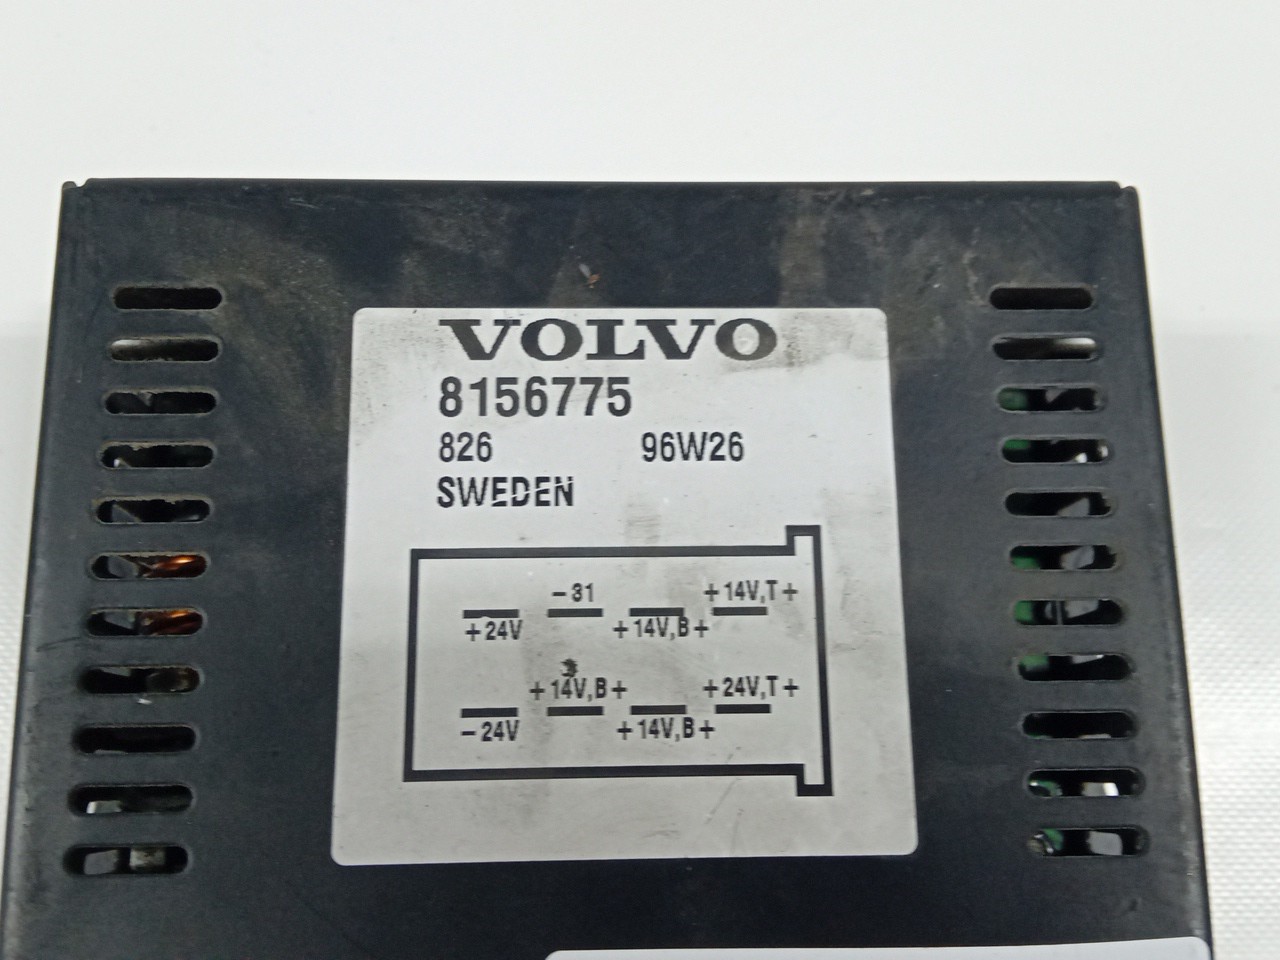 VOLVO
8156775
826 96W26
SWEDEN
-31 +14V,T+
+24V +14V,B+
+14V,B+ +24V,T+
-24V +14V,B+